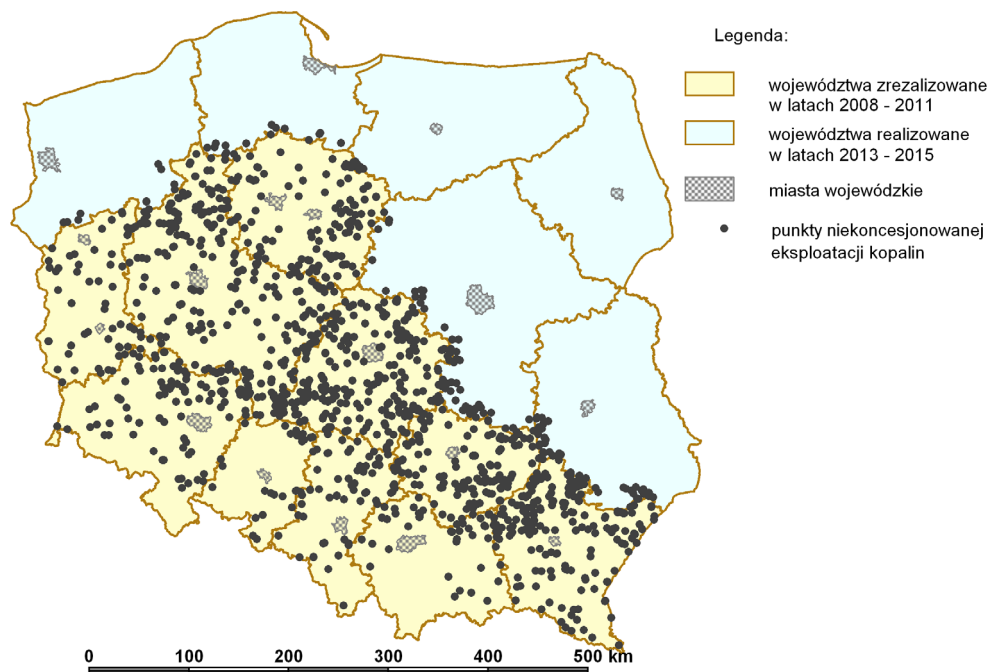 Legenda:
województwa zrezalizowane
w latach 2008 - 2011
województwa realizowane
w latach 2013 - 2015
miasta wojewódzkie
punkty niekoncesjonowanej
eksploatacji kopalin
0 100 200 300 400 500 km